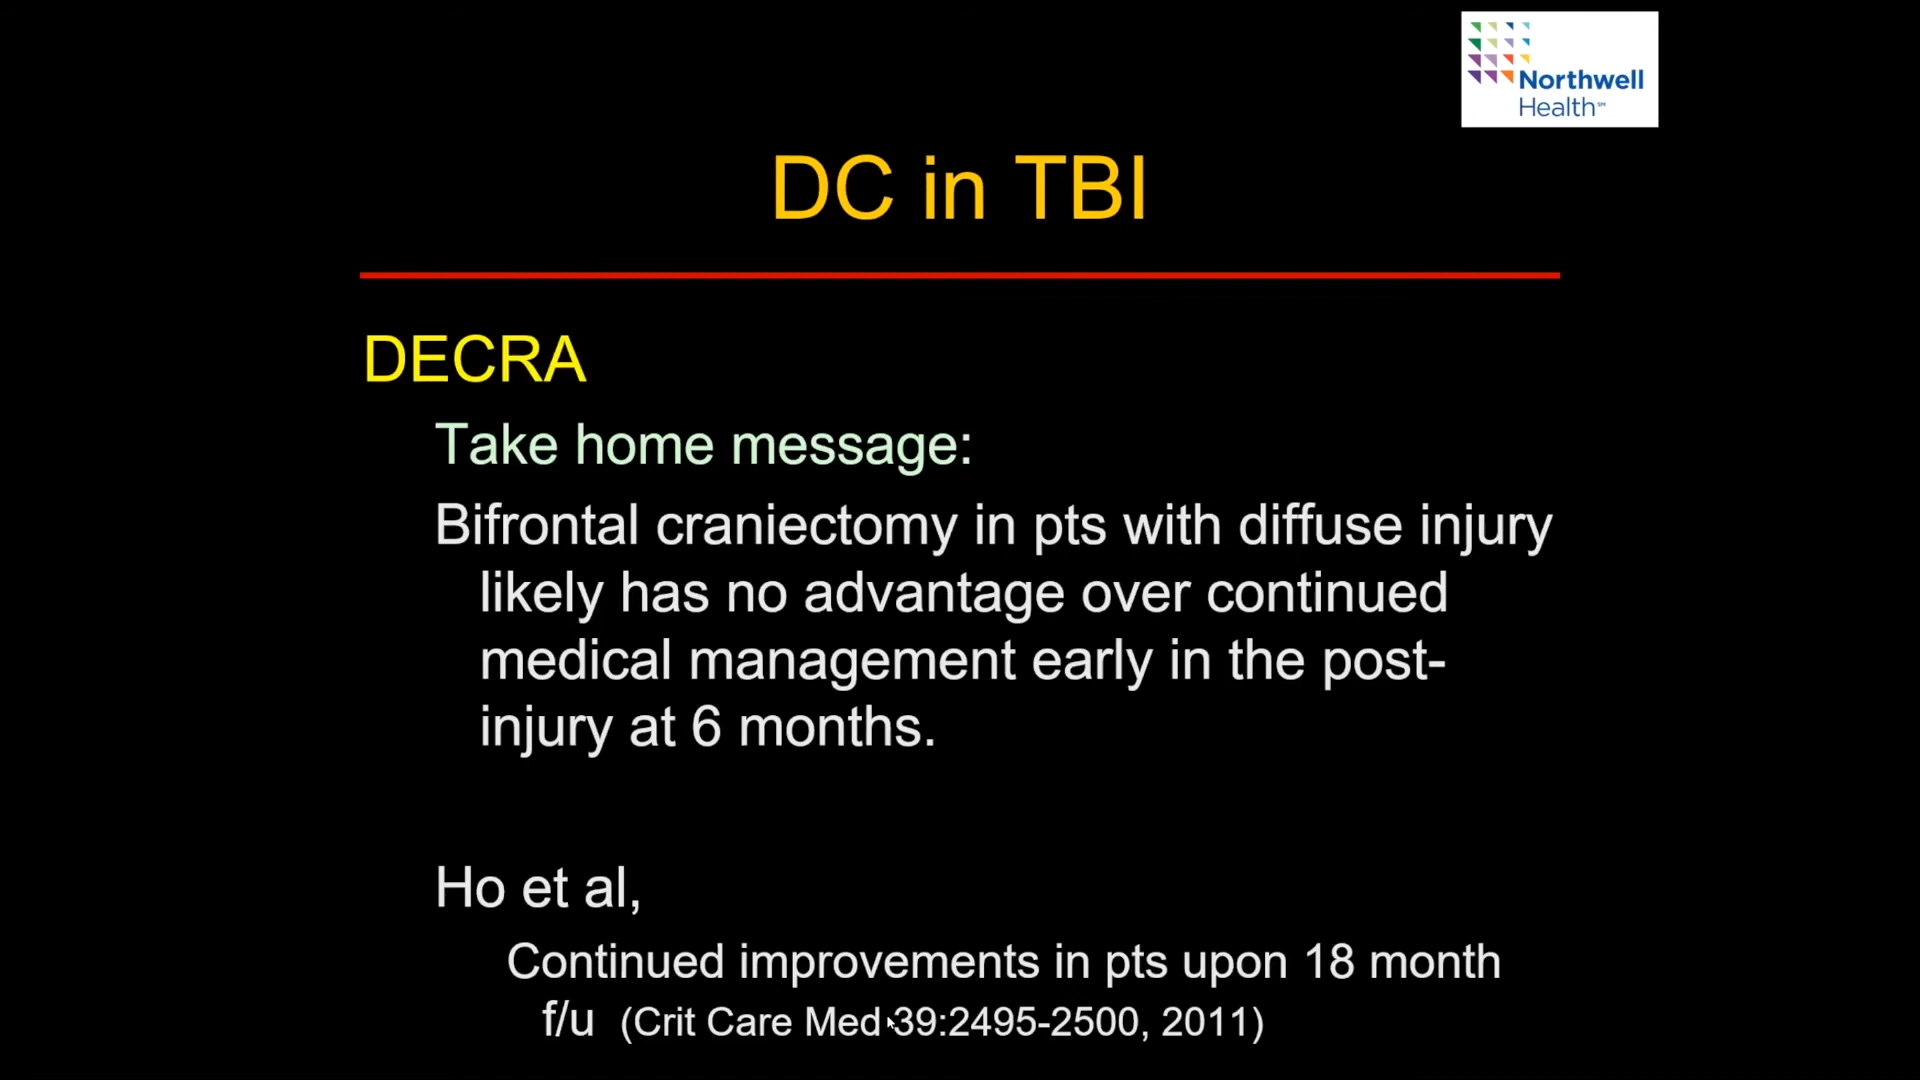 Northwell
Health℠
DC in TBI
DECRA
Take home message:
Bifrontal craniectomy in pts with diffuse injury
likely has no advantage over continued
medical management early in the post-
injury at 6 months.
Ho et al,
Continued improvements in pts upon 18 month
f/u (Crit Care Med 39:2495-2500, 2011)